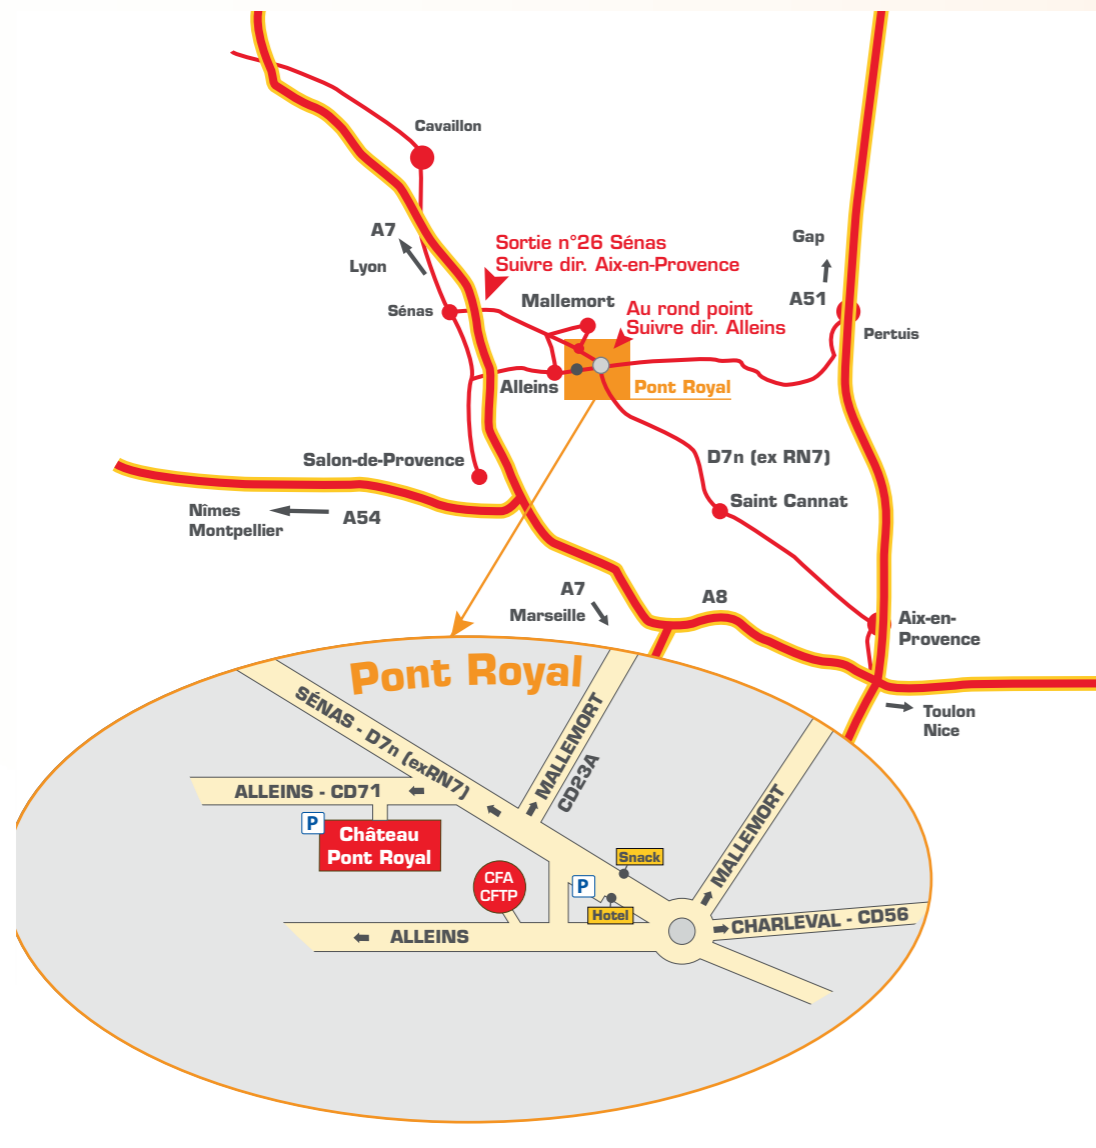 Cavaillon
A7
Lyon
Sortie n°26 Sénas
Suivre dir. Aix-en-Provence
Gap
A51
Sénas
Mallemort
Au rond point
Suivre dir. Alleins
Pertuis
Alleins
Pont Royal
Salon-de-Provence
D7n (ex RN7)
Saint Cannat
Nîmes
Montpellier
A54
A7
Marseille
A8
Aix-en-
Provence
Toulon
Nice
Pont Royal
SÉNAS - D7n (exRN7)
MALLEMORT
CD23A
ALLEINS - CD71
P
Château
Pont Royal
MALLEMORT
Snack
CFA
CFTP
P
Hotel
CHARLEVAL - CD56
ALLEINS